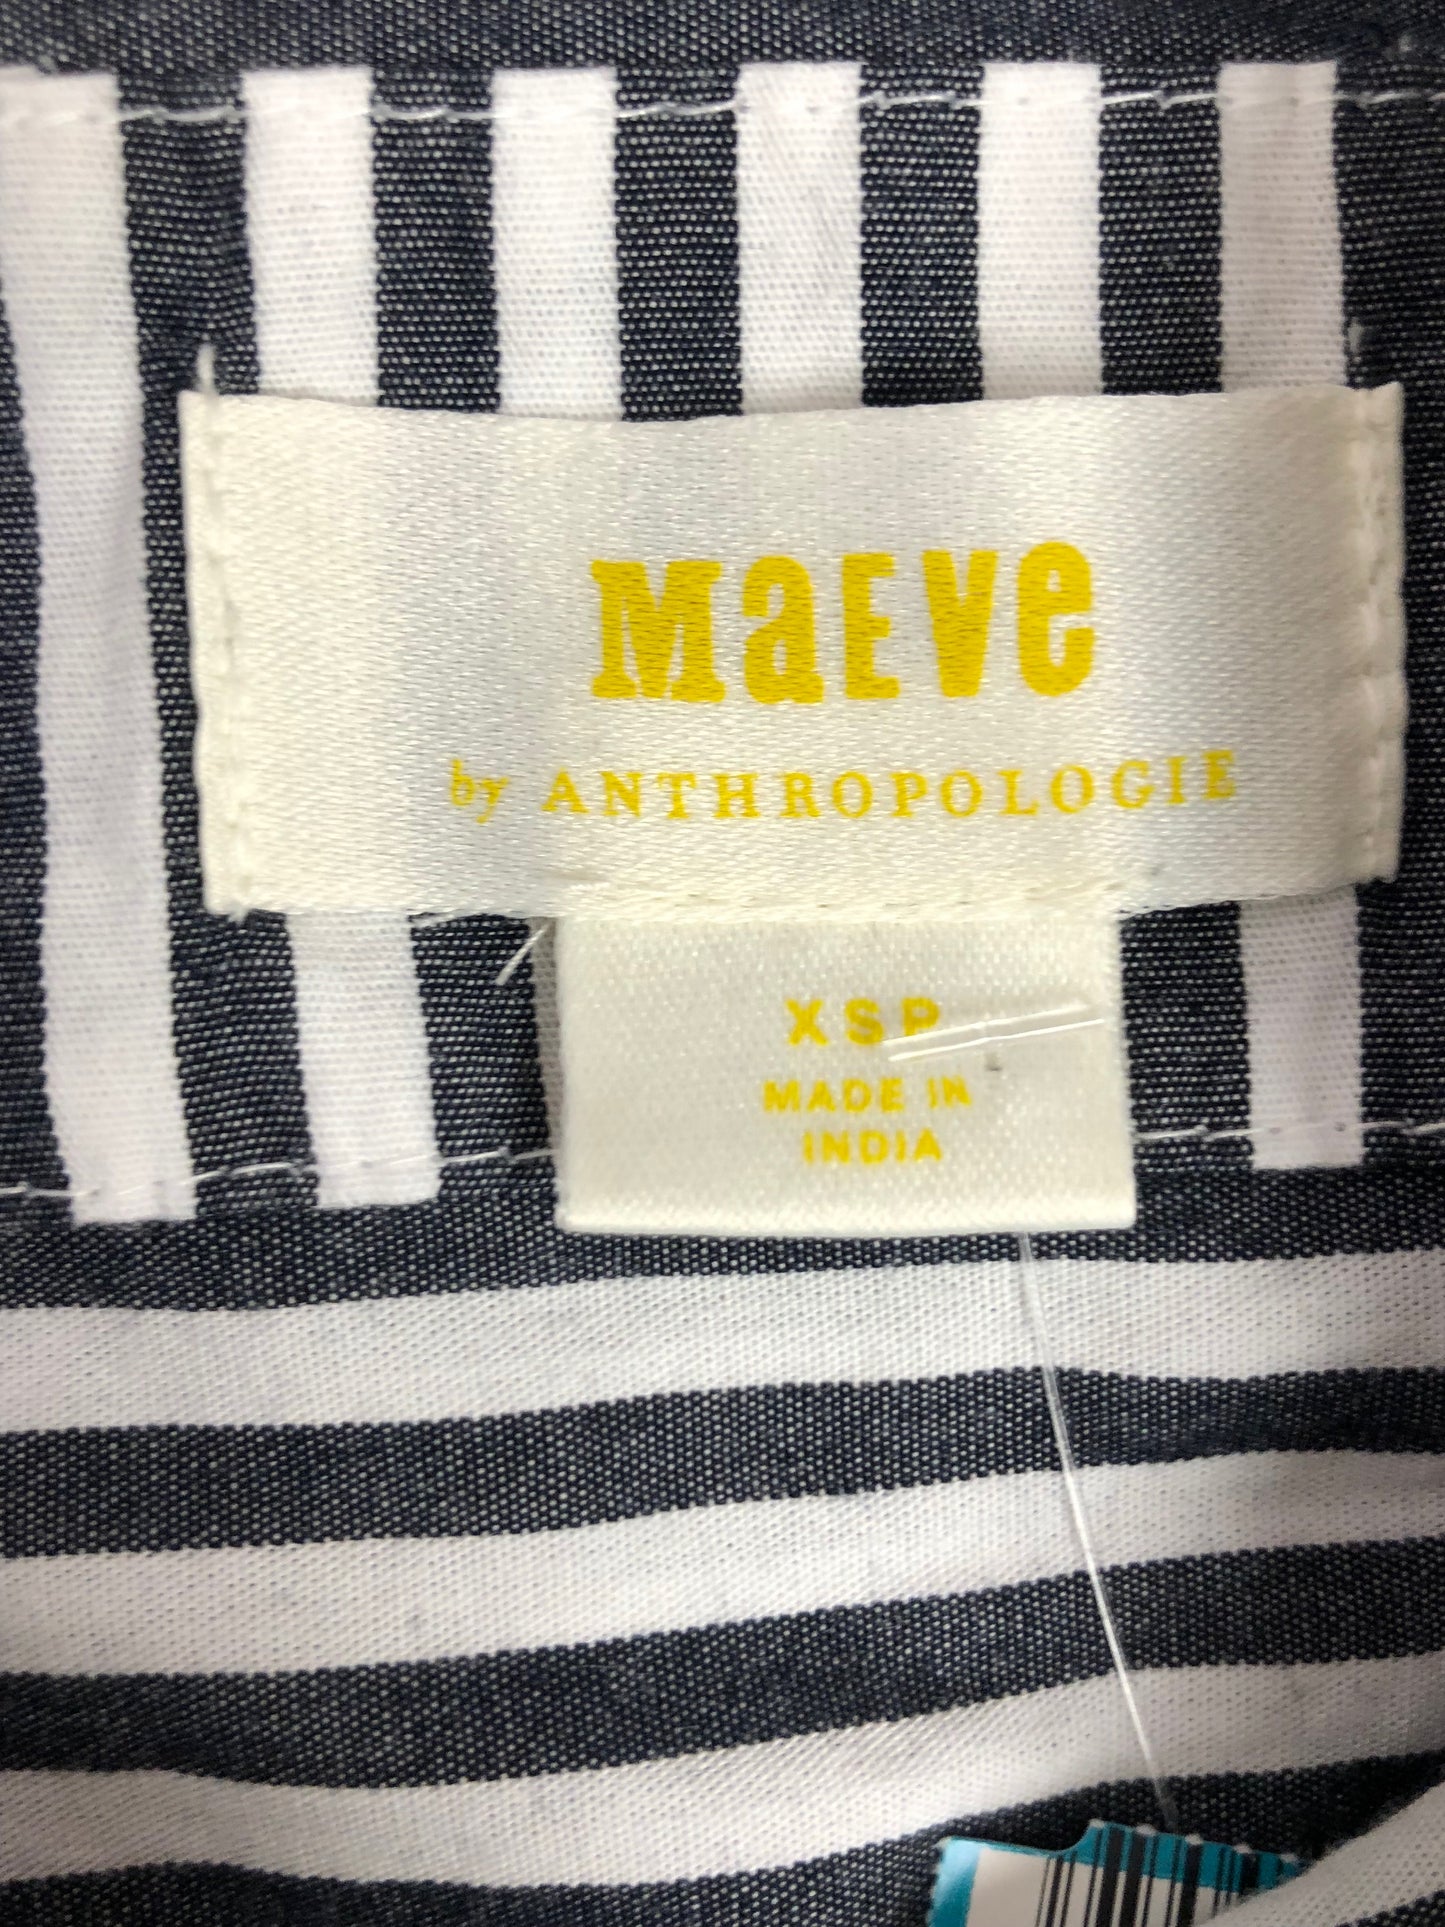 MaEVe
by ANTHROPOLOGIE
XSP
MADE IN
INDIA